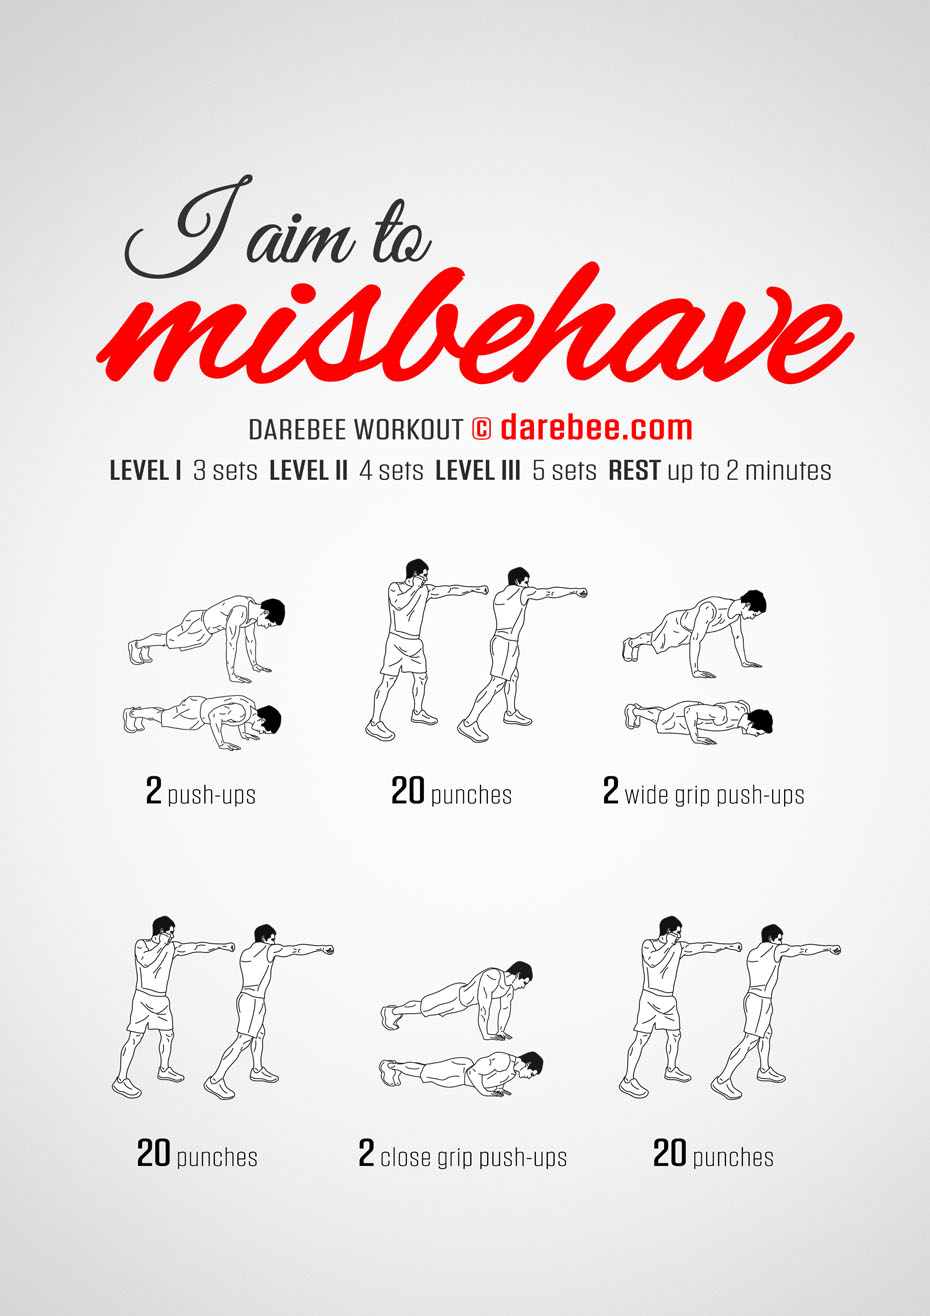 I aim to
misbehave
DAREBEE WORKOUT © darebee.com
LEVEL I 3 sets LEVEL II 4 sets LEVEL III 5 sets REST up to 2 minutes
2 push-ups
20 punches
2 wide grip push-ups
20 punches
2 close grip push-ups
20 punches